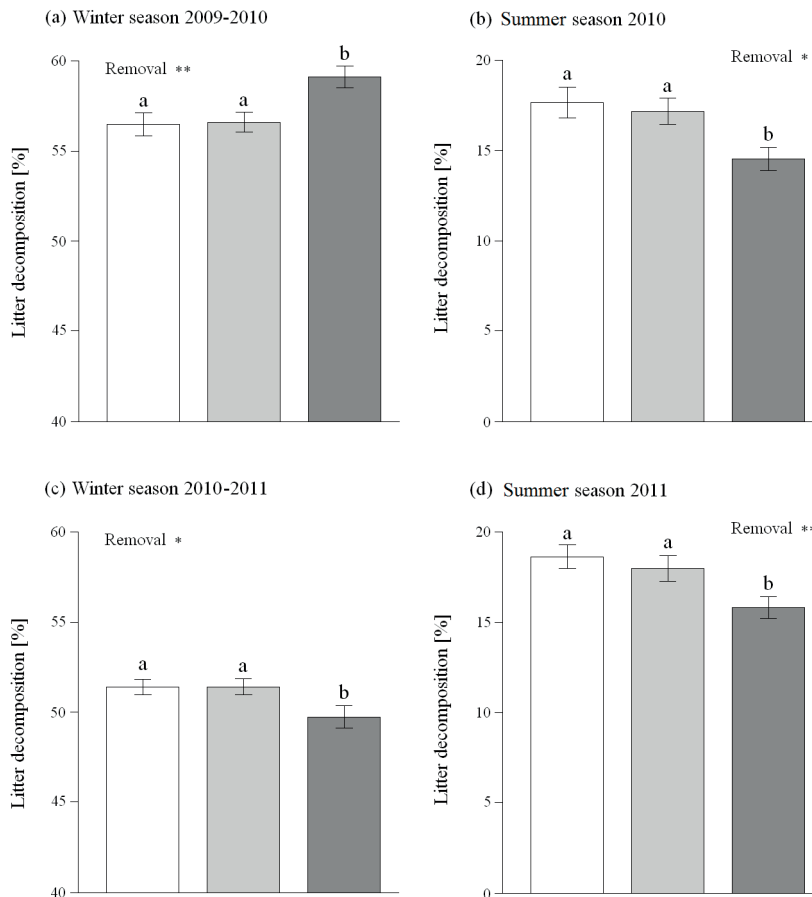 (a) Winter season 2009-2010
Removal **
Litter decomposition [%]
60
55
50
45
40
a
a
b
(b) Summer season 2010
Removal *
Litter decomposition [%]
20
15
10
5
0
a
a
b
(c) Winter season 2010-2011
Removal *
Litter decomposition [%]
60
55
50
45
40
a
a
b
(d) Summer season 2011
Removal **
Litter decomposition [%]
20
15
10
5
0
a
a
b